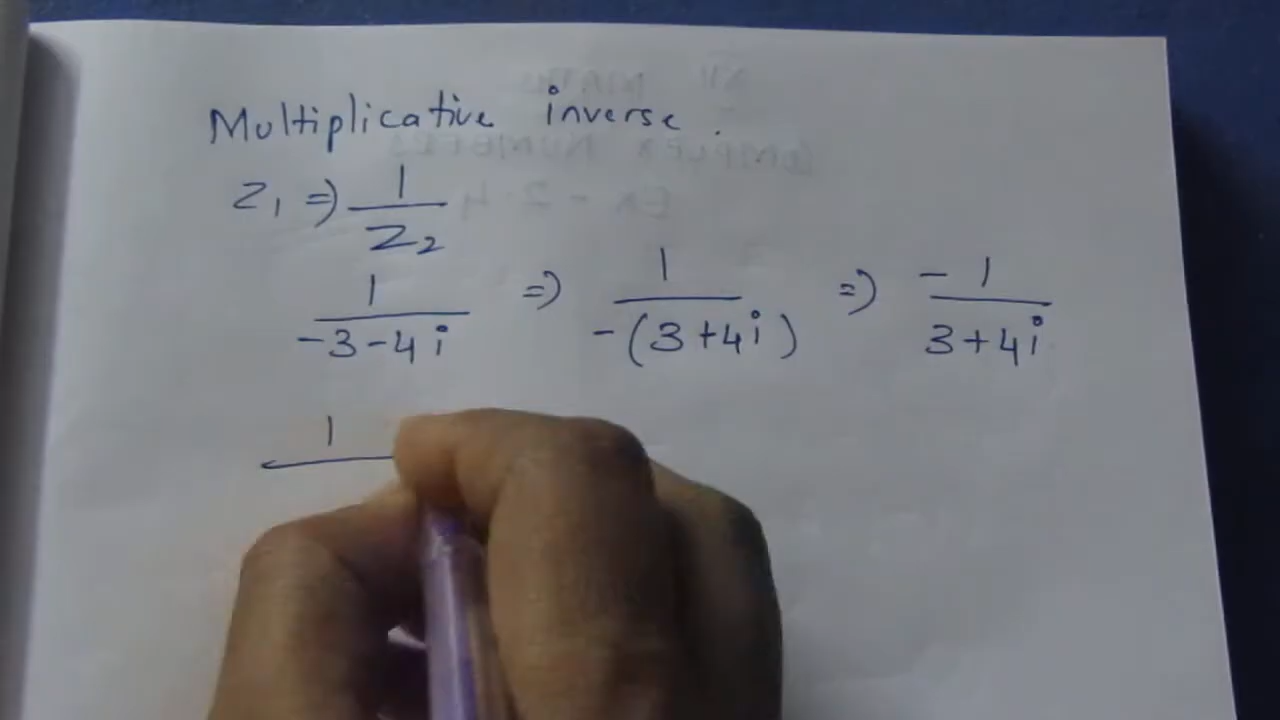 Multiplicative inverse.
Z₁ ⇒ 1/Z₂
1/(-3-4i) ⇒ 1/(-(3+4i)) ⇒ -1/(3+4i)
1